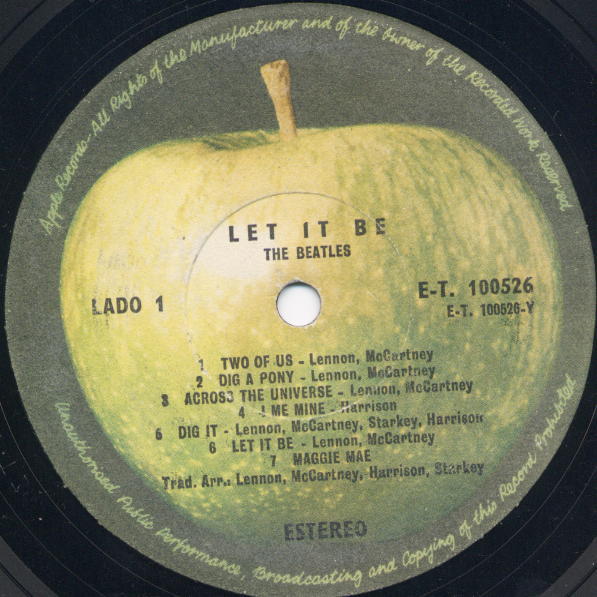 Apple Records - All Rights of the Manufacturer and of the Owner of the Recorded Work Reserved
LET IT BE
THE BEATLES
LADO 1
E-T. 100526
E-T. 100526-Y
1 TWO OF US - Lennon, McCartney
2 DIG A PONY - Lennon, McCartney
3 ACROSS THE UNIVERSE - Lennon, McCartney
4 I ME MINE - Harrison
5 DIG IT - Lennon, McCartney, Starkey, Harrison
6 LET IT BE - Lennon, McCartney
7 MAGGIE MAE
Trad. Arr.: Lennon, McCartney, Harrison, Starkey
ESTEREO
Unauthorised Public Performance, Broadcasting and Copying of this Record Prohibited